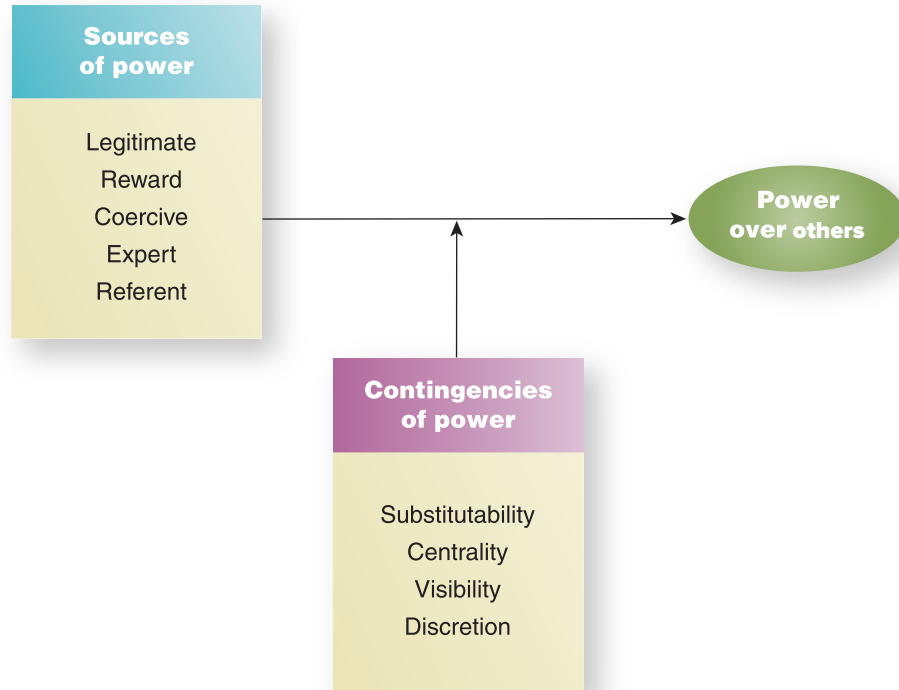 Sources
of power
Legitimate
Reward
Coercive
Expert
Referent
Power
over others
Contingencies
of power
Substitutability
Centrality
Visibility
Discretion